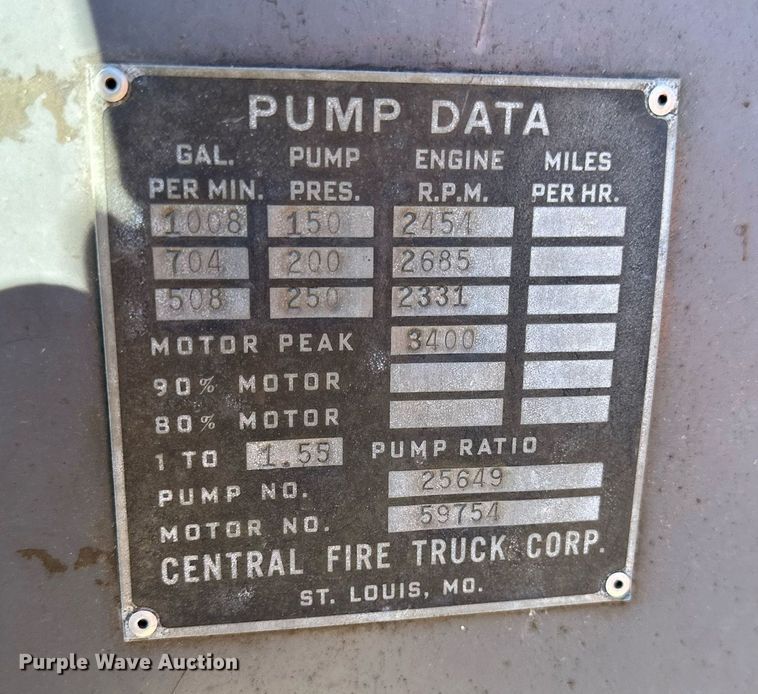 PUMP DATA
GAL. PUMP ENGINE MILES
PER MIN. PRES. R.P.M. PER HR.
1008 150 2454
704 200 2685
508 250 2331
MOTOR PEAK 3400
90% MOTOR
80% MOTOR
1 TO 1.55 PUMP RATIO
PUMP NO. 25649
MOTOR NO. 59754
CENTRAL FIRE TRUCK CORP.
ST. LOUIS, MO.
Purple Wave Auction